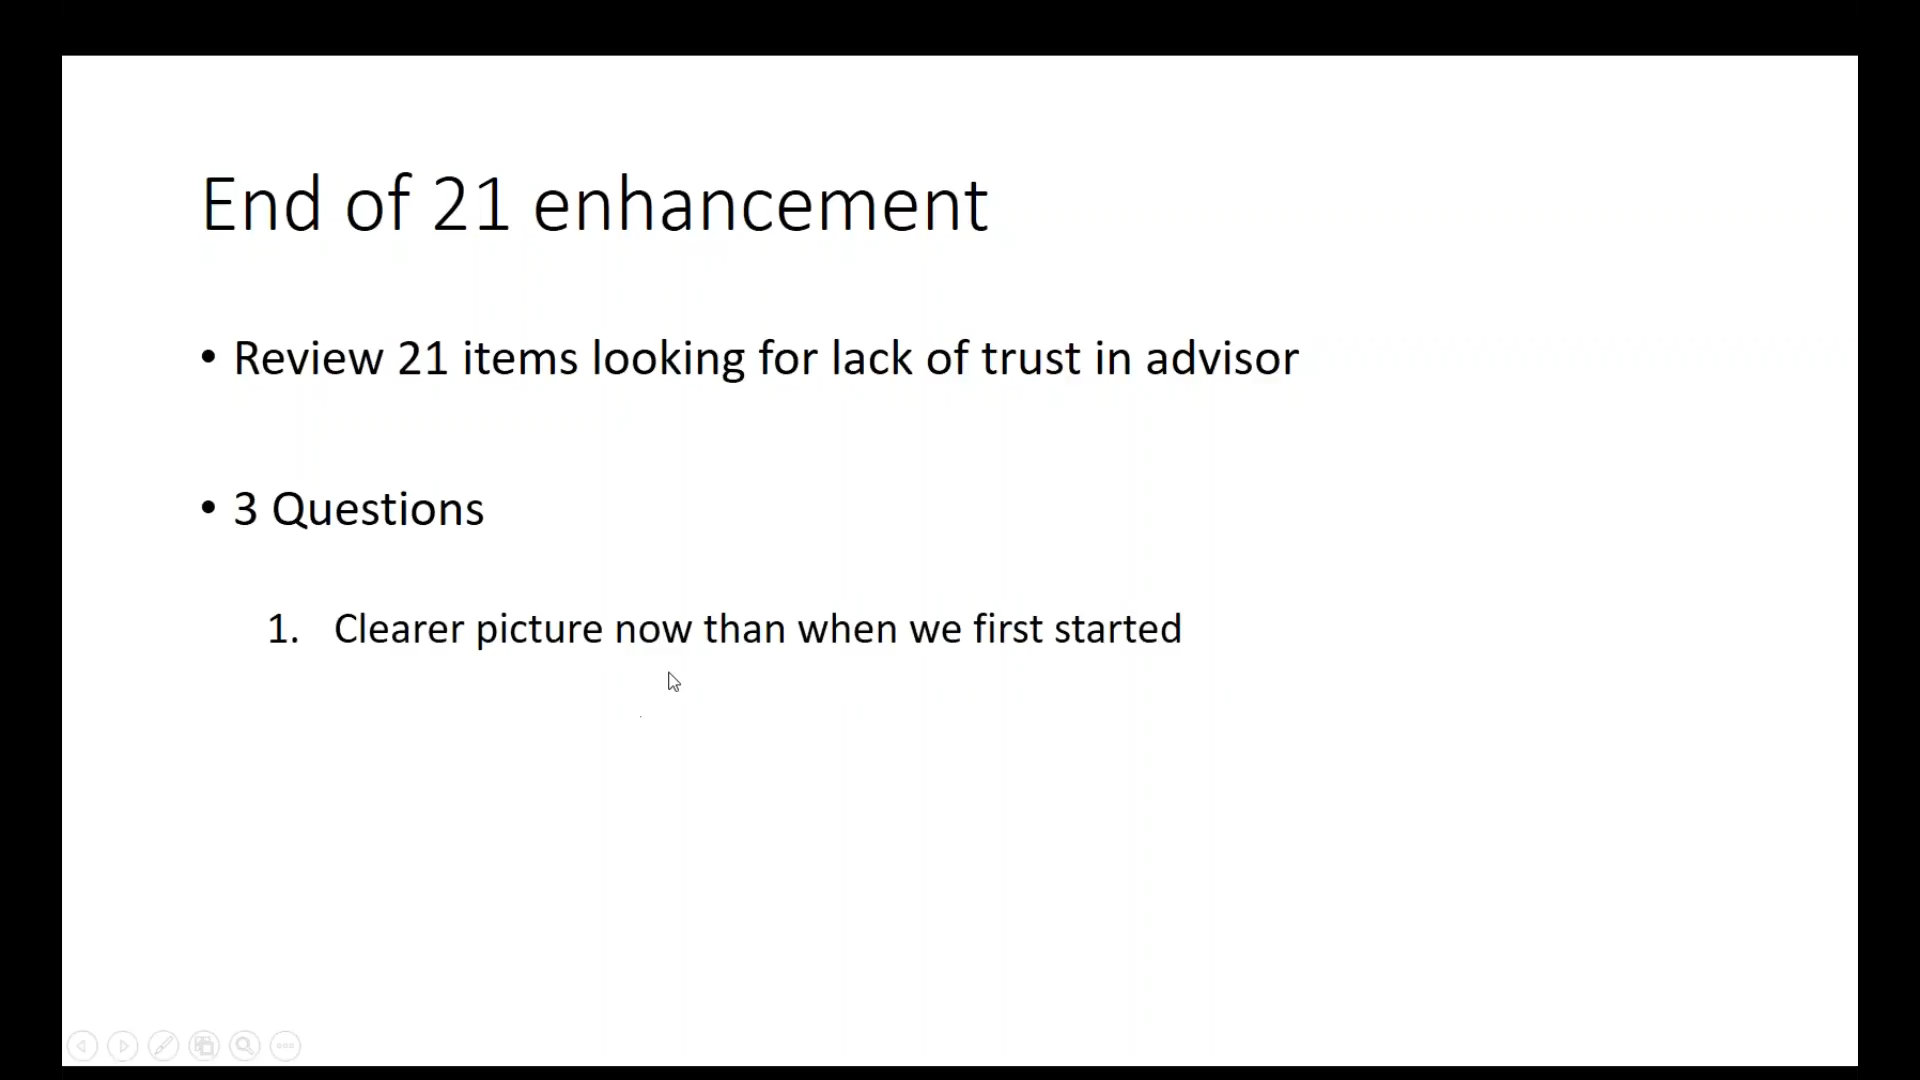 End of 21 enhancement
• Review 21 items looking for lack of trust in advisor
• 3 Questions
1. Clearer picture now than when we first started